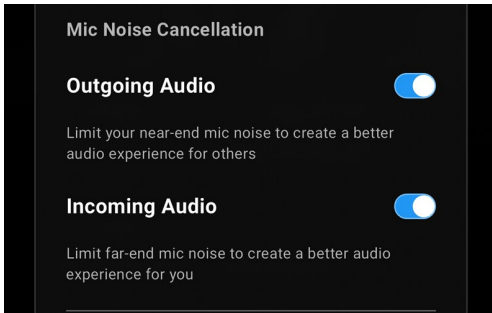 Mic Noise Cancellation
Outgoing Audio
Limit your near-end mic noise to create a better
audio experience for others
Incoming Audio
Limit far-end mic noise to create a better audio
experience for you